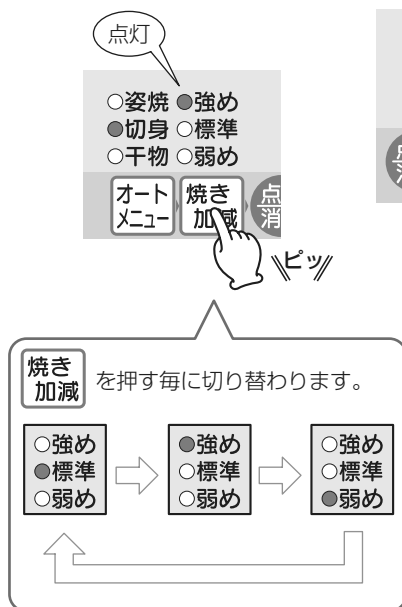 点灯
○姿焼 ●強め
●切身 ○標準
○干物 ○弱め
オート
メニュー
焼き
加減
点
消
ピッ
焼き
加減
を押す毎に切り替わります。
○強め
●標準
○弱め
●強め
○標準
○弱め
○強め
○標準
●弱め